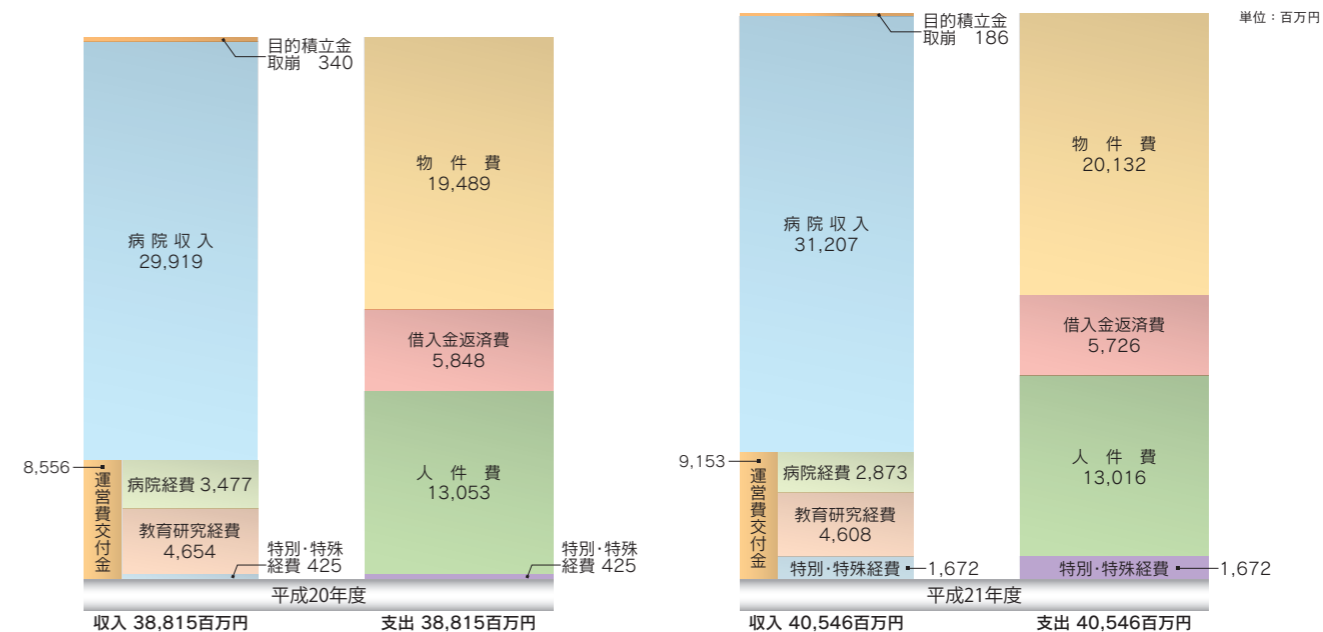 単位：百万円
目的積立金
取崩　340
物　件　費
19,489
病 院 収 入
29,919
借入金返済費
5,848
8,556
運営費交付金
病院経費 3,477
人　件　費
13,053
教育研究経費
4,654
特別・特殊
経費 425
特別・特殊
経費 425
平成20年度
収入 38,815百万円
支出 38,815百万円
目的積立金
取崩　186
物　件　費
20,132
病 院 収 入
31,207
借入金返済費
5,726
9,153
運営費交付金
病院経費 2,873
人　件　費
13,016
教育研究経費
4,608
特別・特殊経費
1,672
特別・特殊経費
1,672
平成21年度
収入 40,546百万円
支出 40,546百万円